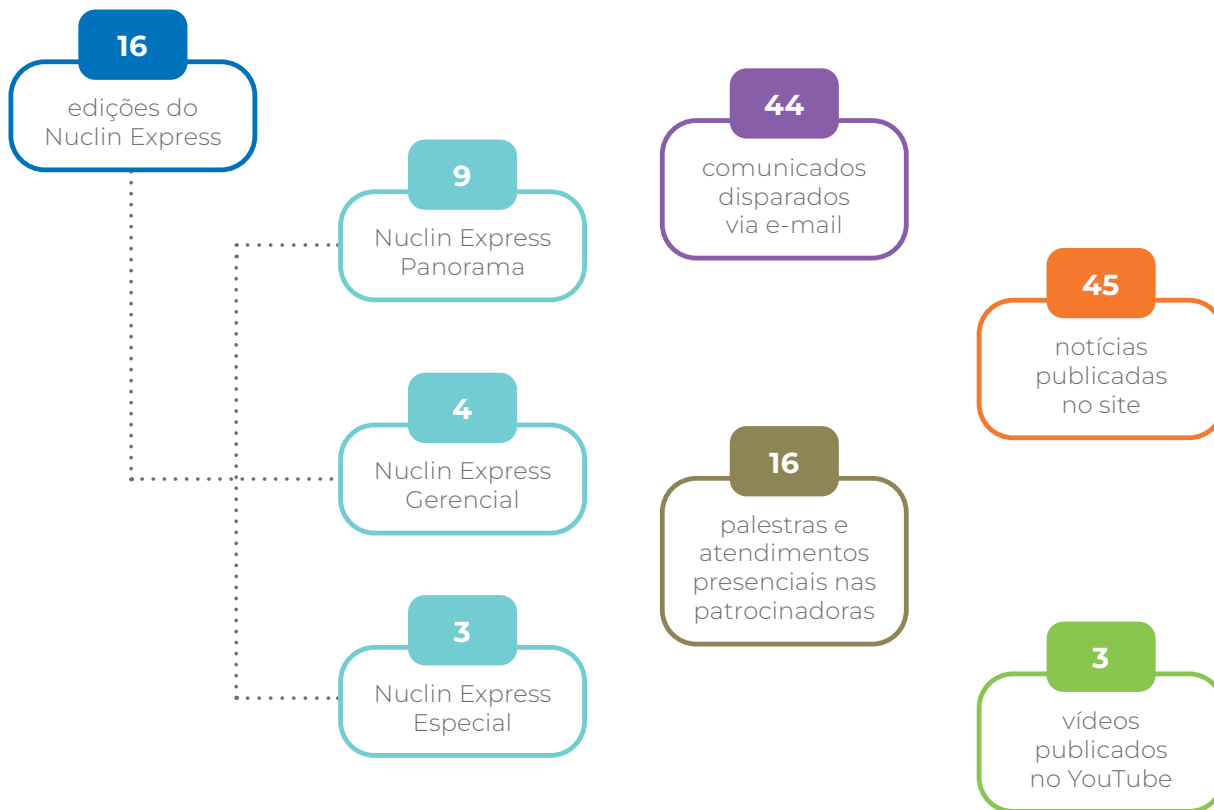 16
edições do
Nuclin Express
9
Nuclin Express
Panorama
4
Nuclin Express
Gerencial
3
Nuclin Express
Especial
44
comunicados
disparados
via e-mail
16
palestras e
atendimentos
presenciais nas
patrocinadoras
45
notícias
publicadas
no site
3
vídeos
publicados
no YouTube